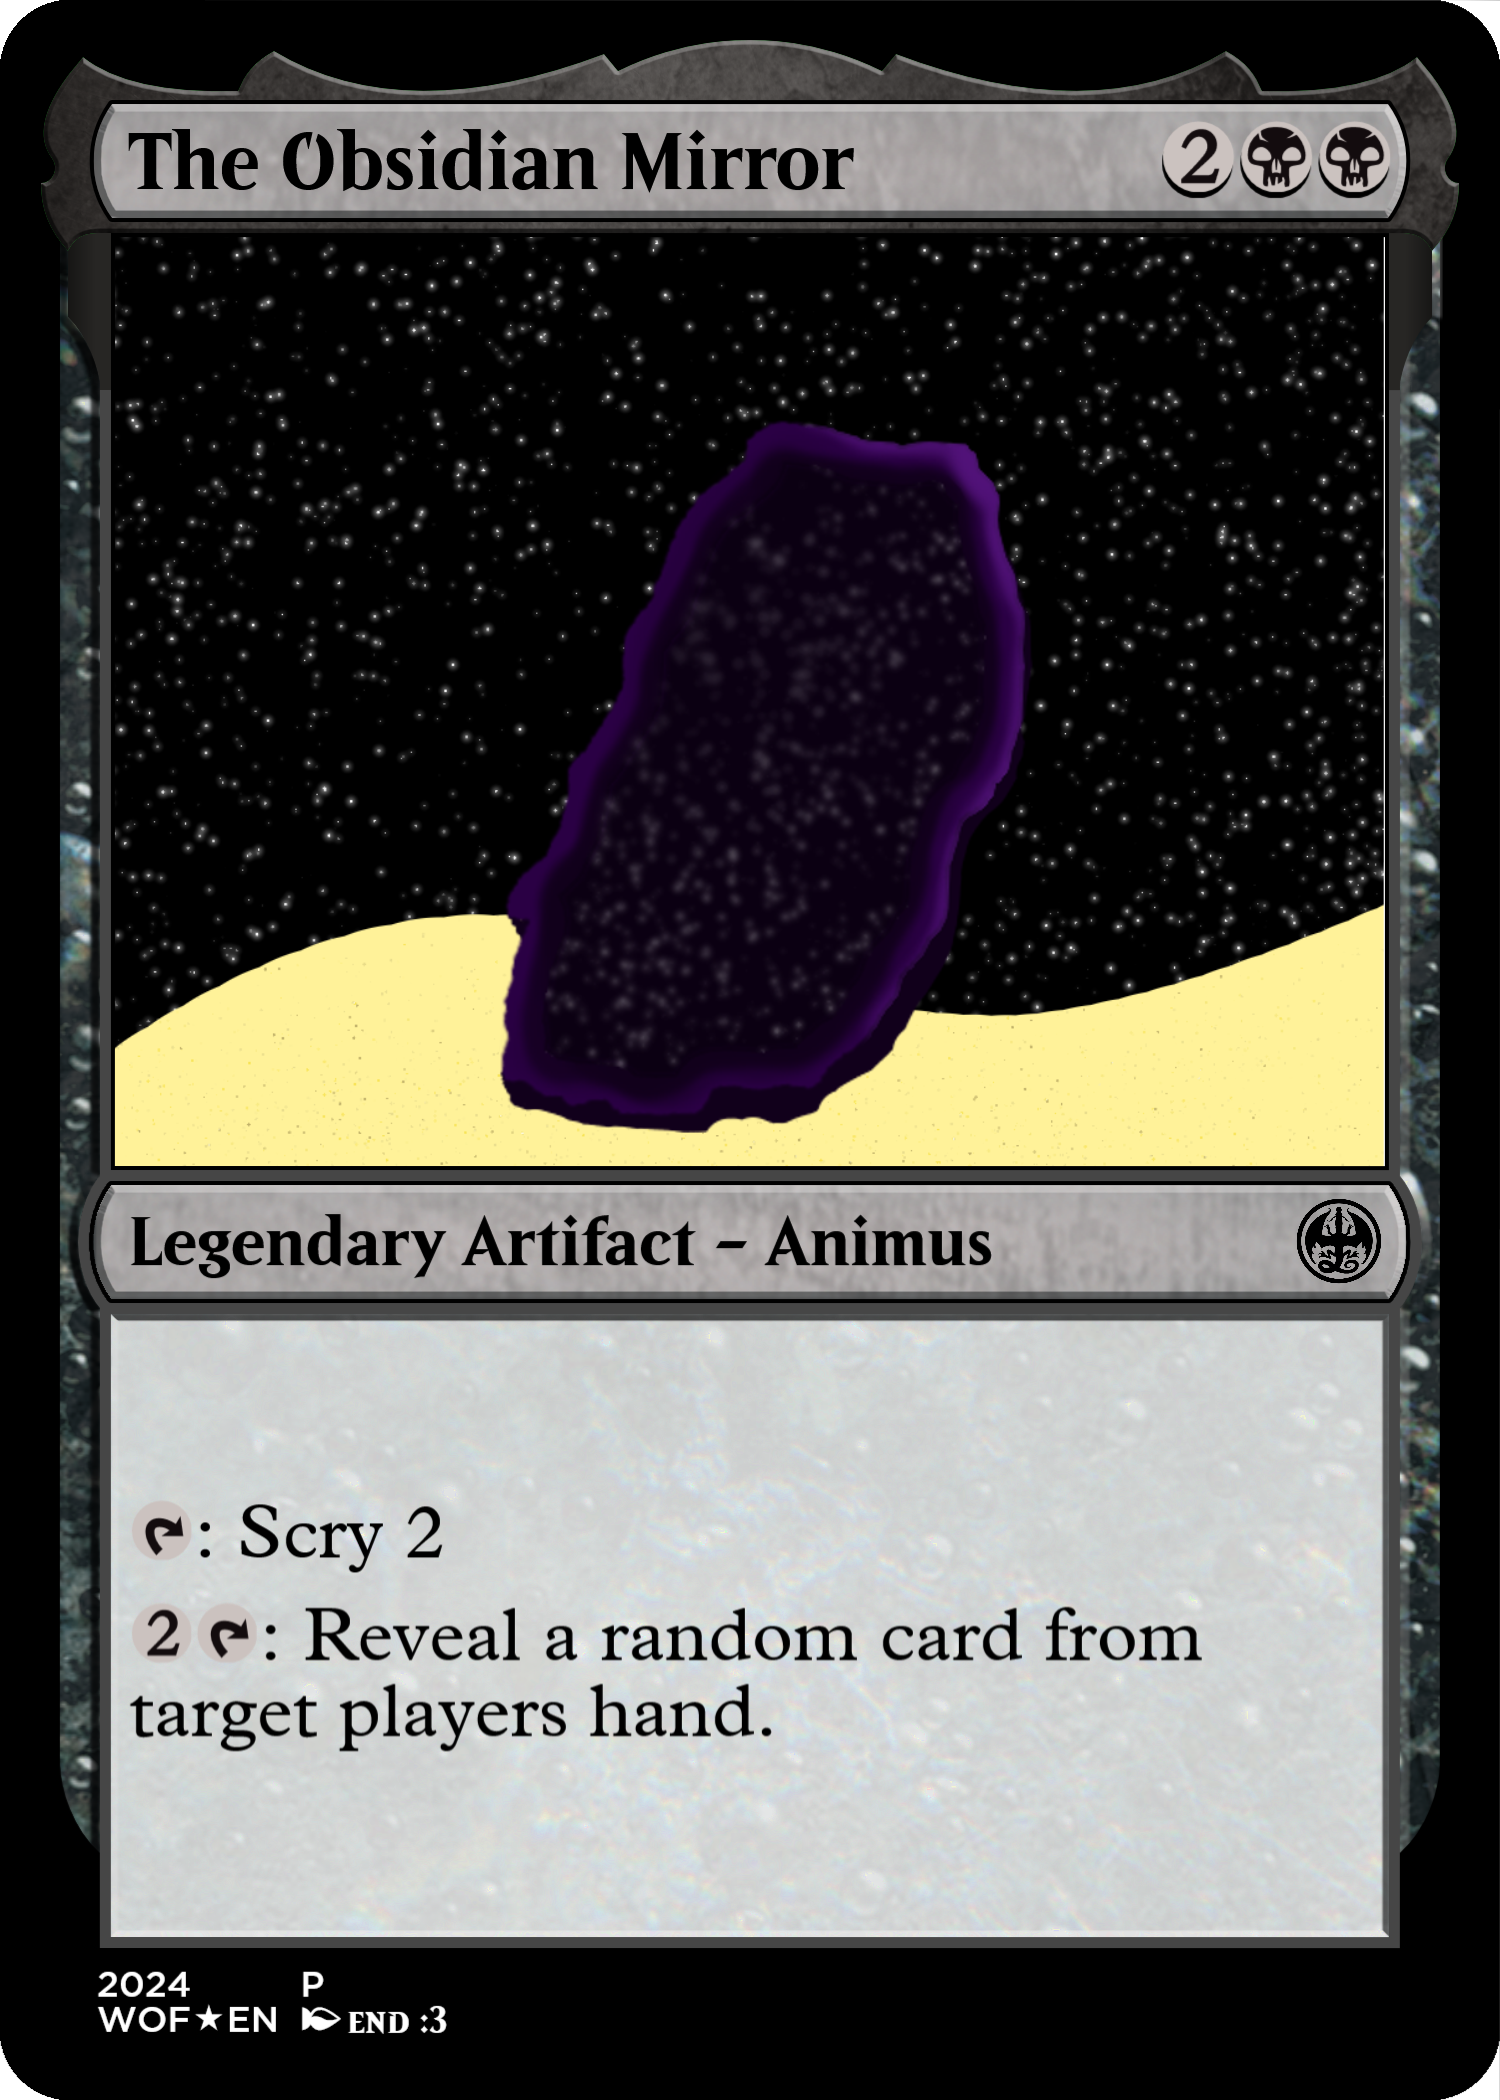 The Obsidian Mirror 2
Legendary Artifact – Animus
: Scry 2
2 : Reveal a random card from
target players hand.
2024 P
WOF★EN END :3